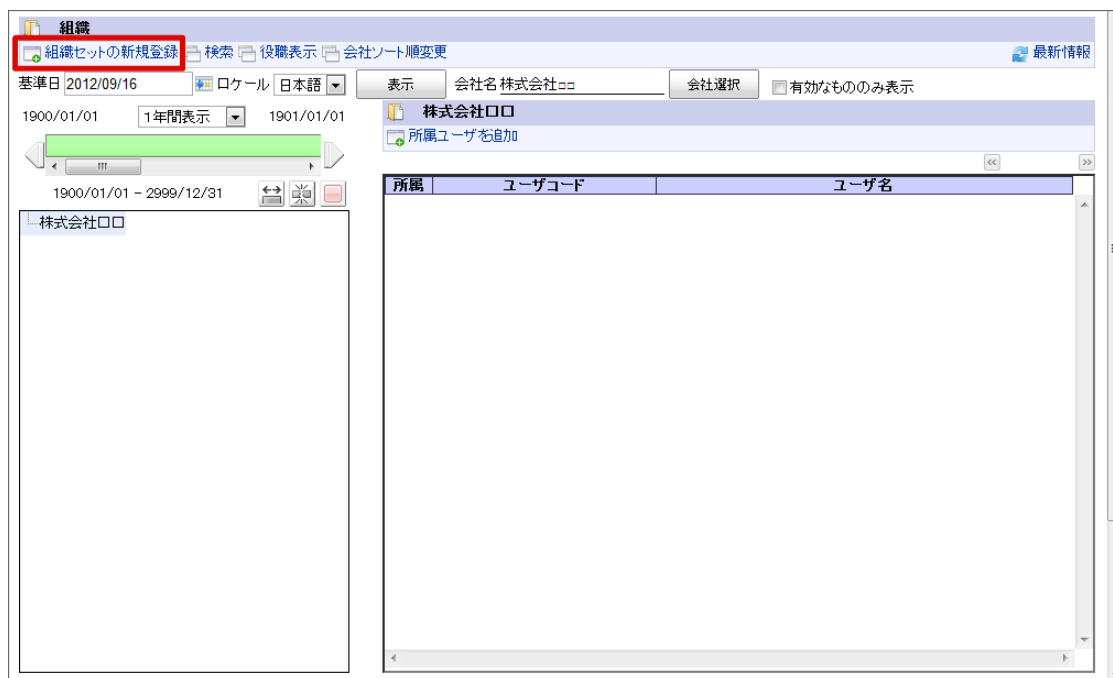 組織
組織セットの新規登録 検索 役職表示 会社ソート順変更 最新情報
基準日 2012/09/16 ロケール 日本語 表示 会社名 株式会社□□ 会社選択 有効なもののみ表示
1900/01/01 1年間表示 1901/01/01
株式会社ロロ
所属ユーザを追加
<< >>
1900/01/01 - 2999/12/31
所属 ユーザコード ユーザ名
株式会社ロロ